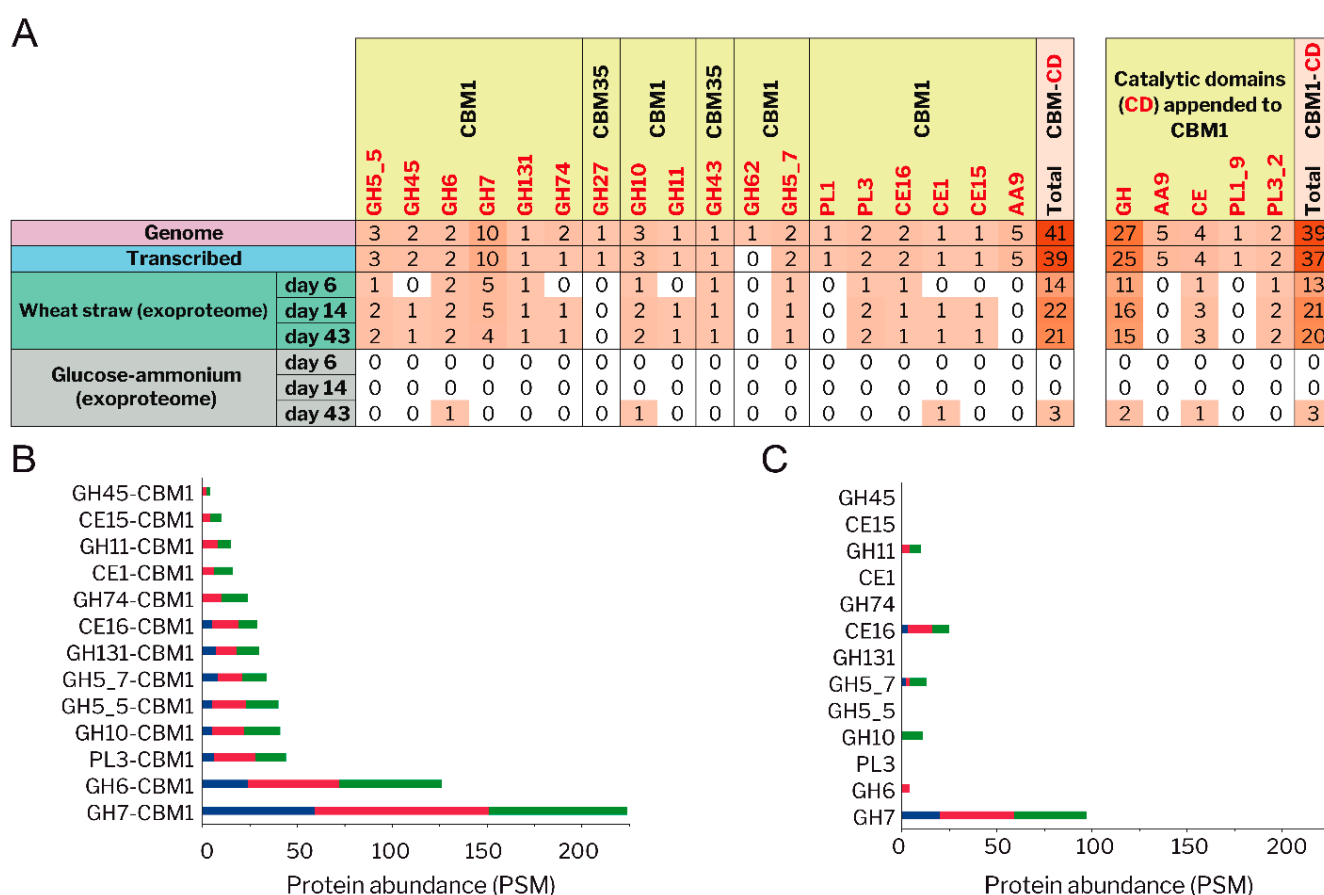 A
CBM1 CBM35 CBM1 CBM35 CBM1 CBM1 CBM-CD
Catalytic domains (CD) appended to CBM1 CBM1-CD
GH5_5 GH45 GH6 GH7 GH131 GH74 GH27 GH10 GH11 GH43 GH62 GH5_7 PL1 PL3 CE16 CE1 CE15 AA9 Total GH AA9 CE PL1_9 PL3_2 Total
Genome 3 2 2 10 1 2 1 3 1 1 1 2 1 2 2 1 1 5 41 27 5 4 1 2 39
Transcribed 3 2 2 10 1 1 1 3 1 1 0 2 1 2 2 1 1 5 39 25 5 4 1 2 37
Wheat straw (exoproteome)
day 6 1 0 2 5 1 0 0 1 0 1 0 1 0 1 1 0 0 0 14 11 0 1 0 1 13
day 14 2 1 2 5 1 1 0 2 1 1 0 1 0 2 1 1 1 0 22 16 0 3 0 2 21
day 43 2 1 2 4 1 1 0 2 1 1 0 1 0 2 1 1 1 0 21 15 0 3 0 2 20
Glucose-ammonium (exoproteome)
day 6 0 0 0 0 0 0 0 0 0 0 0 0 0 0 0 0 0 0 0 0 0 0 0 0 0
day 14 0 0 0 0 0 0 0 0 0 0 0 0 0 0 0 0 0 0 0 0 0 0 0 0 0
day 43 0 0 1 0 0 0 0 1 0 0 0 0 0 0 0 1 0 0 3 2 0 1 0 0 3
B
GH45-CBM1
CE15-CBM1
GH11-CBM1
CE1-CBM1
GH74-CBM1
CE16-CBM1
GH131-CBM1
GH5_7-CBM1
GH5_5-CBM1
GH10-CBM1
PL3-CBM1
GH6-CBM1
GH7-CBM1
0 50 100 150 200
Protein abundance (PSM)
C
GH45
CE15
GH11
CE1
GH74
CE16
GH131
GH5_7
GH5_5
GH10
PL3
GH6
GH7
0 50 100 150 200
Protein abundance (PSM)